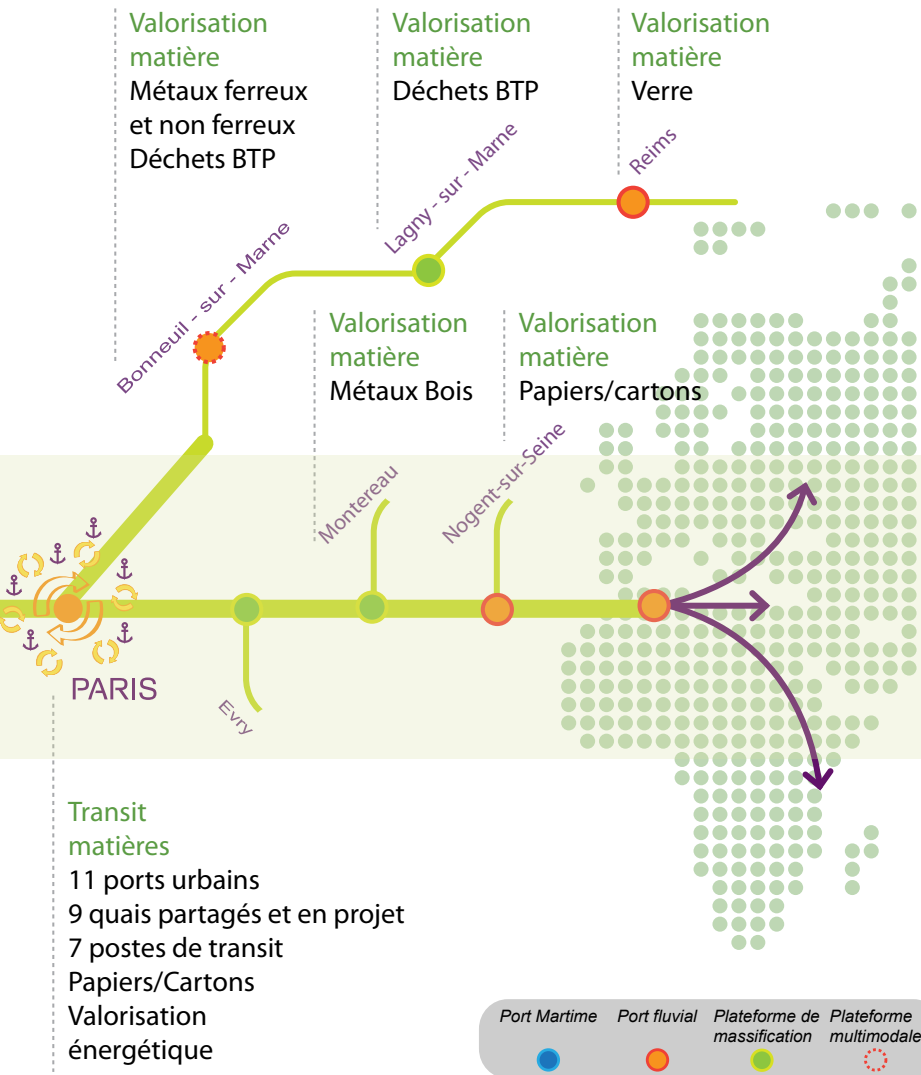 Valorisation
matière
Métaux ferreux
et non ferreux
Déchets BTP
Valorisation
matière
Déchets BTP
Valorisation
matière
Verre
Bonneuil - sur - Marne
Lagny - sur - Marne
Reims
Valorisation
matière
Métaux Bois
Valorisation
matière
Papiers/cartons
Montereau
Nogent-sur-Seine
PARIS
Evry
Transit
matières
11 ports urbains
9 quais partagés et en projet
7 postes de transit
Papiers/Cartons
Valorisation
énergétique
Port Martime
Port fluvial
Plateforme de
massification
Plateforme
multimodale